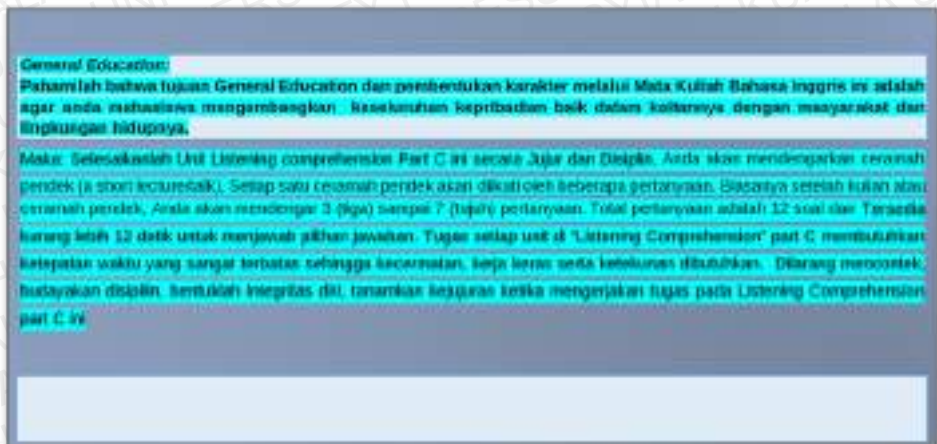 General Education:
Pahamilah bahwa tujuan General Education dan pembentukan karakter melalui Mata Kuliah Bahasa Inggris ini adalah
agar anda mahasiswa mengembangkan keseluruhan kepribadian baik dalam kaitannya dengan masyarakat dan
lingkungan hidupnya.
Maka: Selesaikanlah Unit Listening comprehension Part C ini secara Jujur dan Disiplin. Anda akan mendengarkan ceramah
pendek (a short lecture/talk). Setiap satu ceramah pendek akan diikuti oleh beberapa pertanyaan. Biasanya setelah kuliah atau
ceramah pendek, Anda akan mendengar 3 (tiga) sampai 7 (tujuh) pertanyaan. Total pertanyaan adalah 12 soal dan Tersedia
kurang lebih 12 detik untuk menjawab pilihan jawaban. Tugas setiap unit di "Listening Comprehension" part C membutuhkan
ketepatan waktu yang sangat terbatas sehingga kecermatan, kerja keras serta ketekunan dibutuhkan. Dilarang mencontek,
budayakan disiplin, bentuklah integritas diri, tanamkan kejujuran ketika mengerjakan tugas pada Listening Comprehension
part C ini